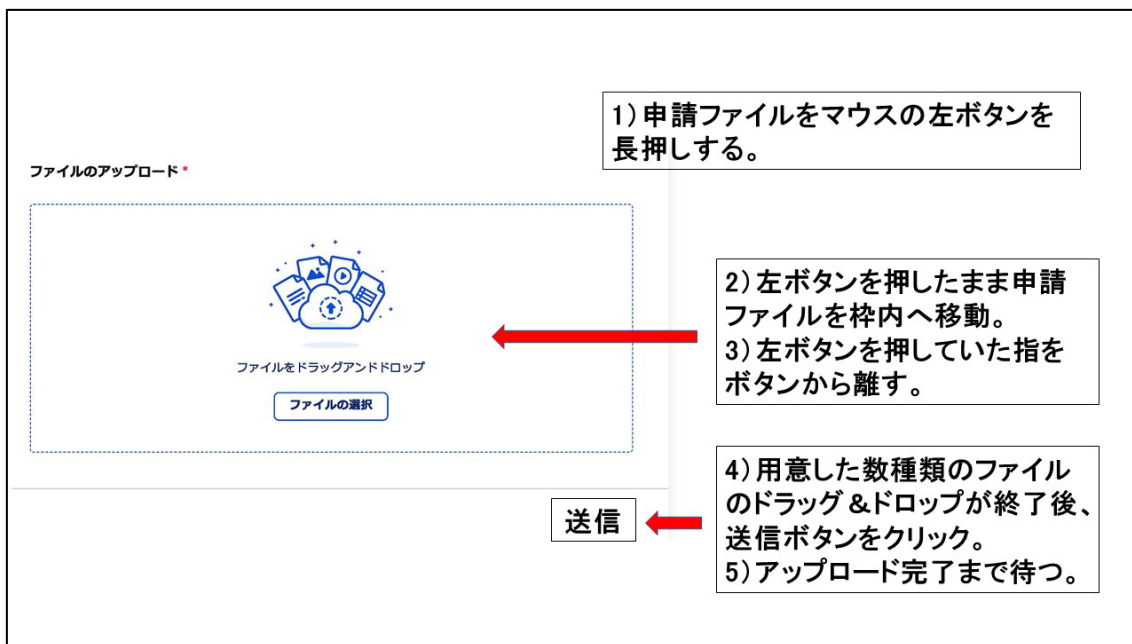 1)申請ファイルをマウスの左ボタンを
長押しする。
ファイルのアップロード*
2)左ボタンを押したまま申請
ファイルを枠内へ移動。
3)左ボタンを押していた指を
ボタンから離す。
ファイルをドラッグアンドドロップ
ファイルの選択
4)用意した数種類のファイル
のドラッグ&ドロップが終了後、
送信ボタンをクリック。
5)アップロード完了まで待つ。
送信